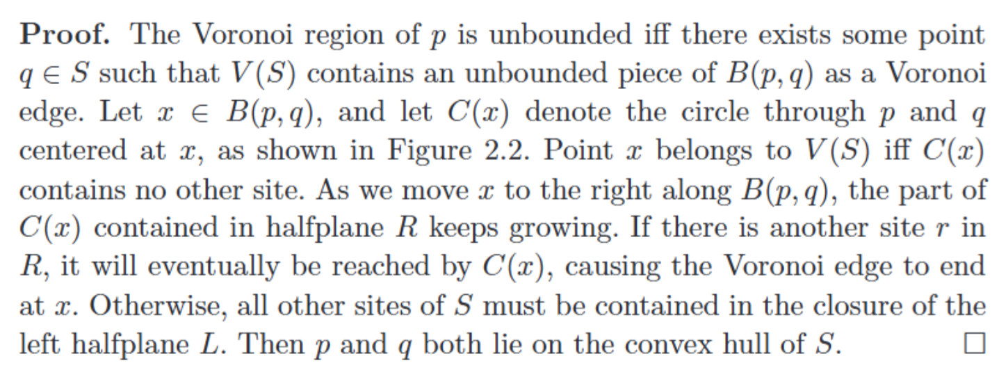 Proof. The Voronoi region of p is unbounded iff there exists some point
q ∈ S such that V(S) contains an unbounded piece of B(p, q) as a Voronoi
edge. Let x ∈ B(p, q), and let C(x) denote the circle through p and q
centered at x, as shown in Figure 2.2. Point x belongs to V(S) iff C(x)
contains no other site. As we move x to the right along B(p, q), the part of
C(x) contained in halfplane R keeps growing. If there is another site r in
R, it will eventually be reached by C(x), causing the Voronoi edge to end
at x. Otherwise, all other sites of S must be contained in the closure of the
left halfplane L. Then p and q both lie on the convex hull of S. □